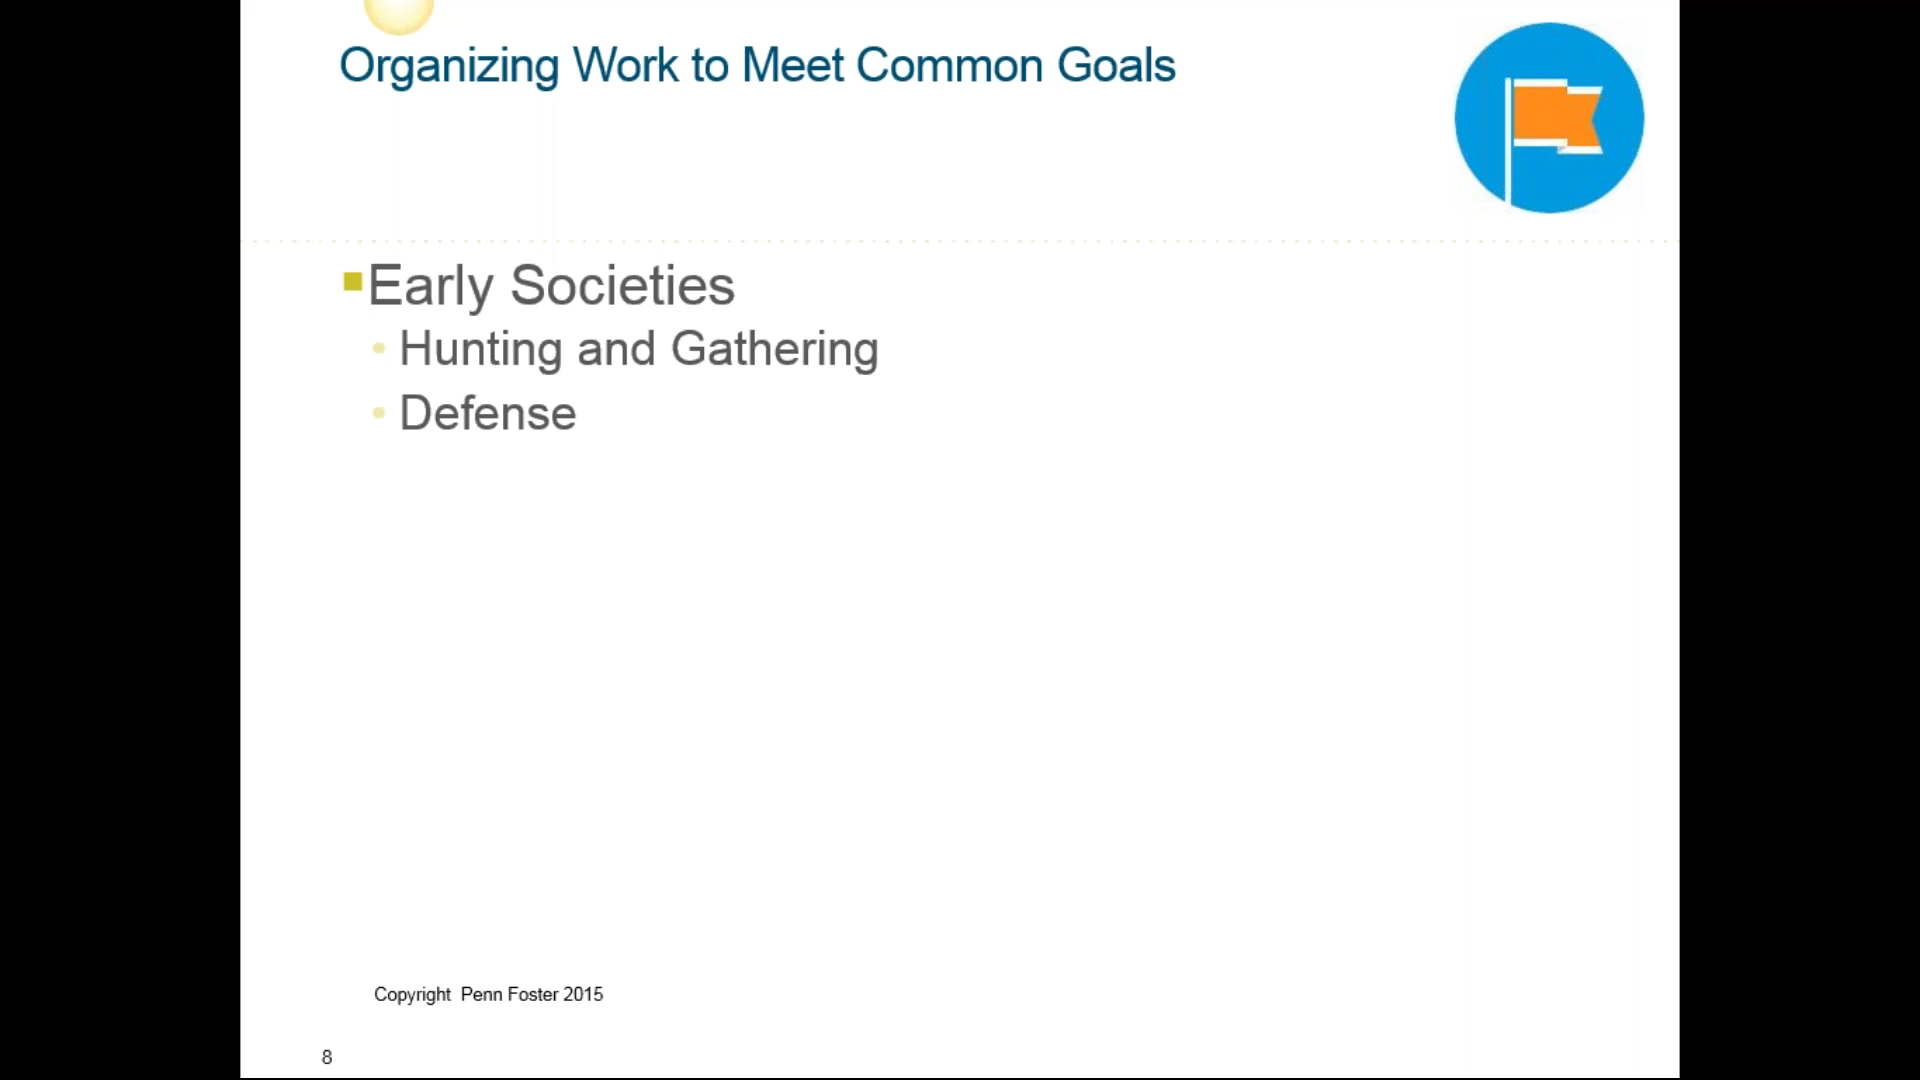 Organizing Work to Meet Common Goals
Early Societies
Hunting and Gathering
Defense
Copyright Penn Foster 2015
8